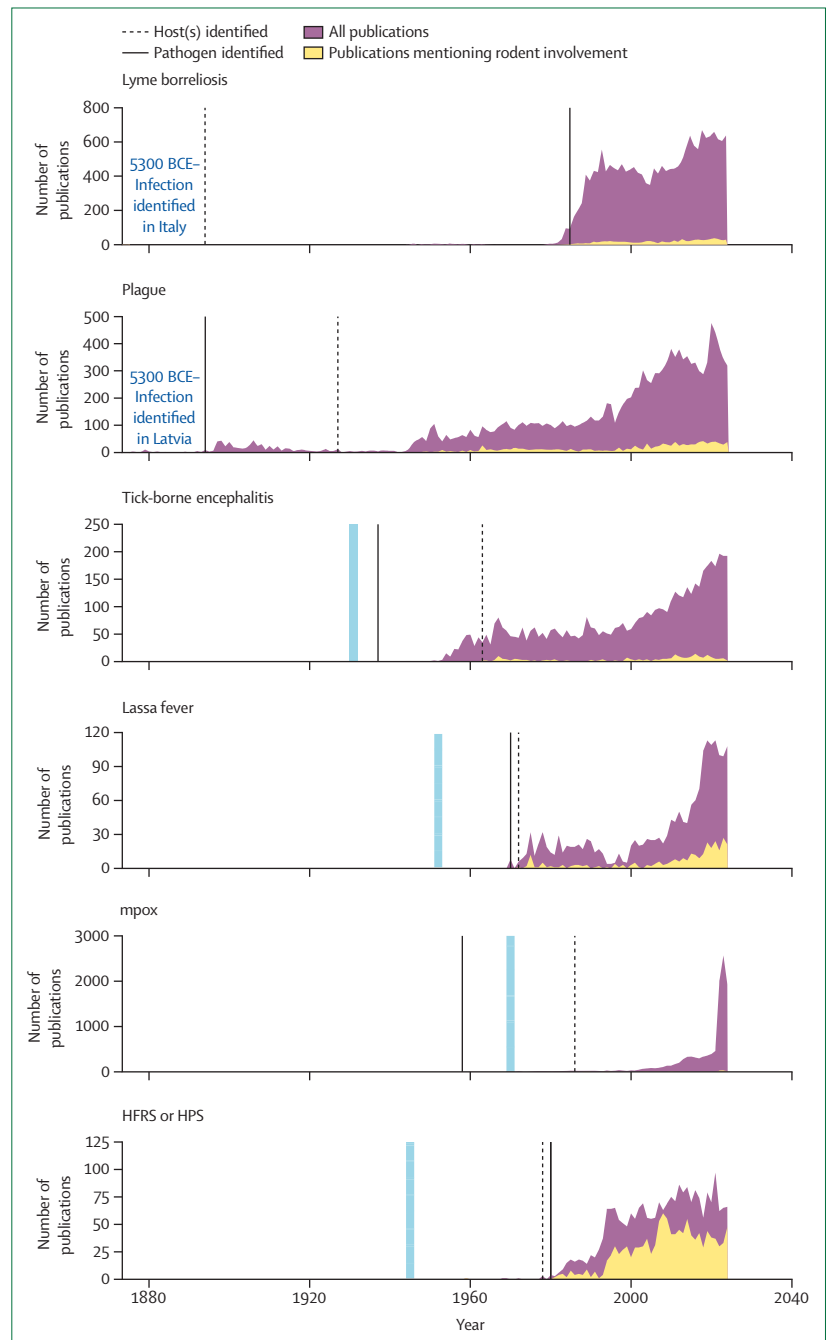 Host(s) identified
All publications
Pathogen identified
Publications mentioning rodent involvement
Lyme borreliosis
Number of
publications
800
600
400
200
0
5300 BCE–
Infection
identified
in Italy
Plague
Number of
publications
500
400
300
200
100
0
5300 BCE–
Infection
identified
in Latvia
Tick-borne encephalitis
Number of
publications
250
200
150
100
50
0
Lassa fever
Number of
publications
120
90
60
30
0
mpox
Number of
publications
3000
2000
1000
0
HFRS or HPS
Number of
publications
125
100
75
50
25
0
1880
1920
1960
2000
2040
Year